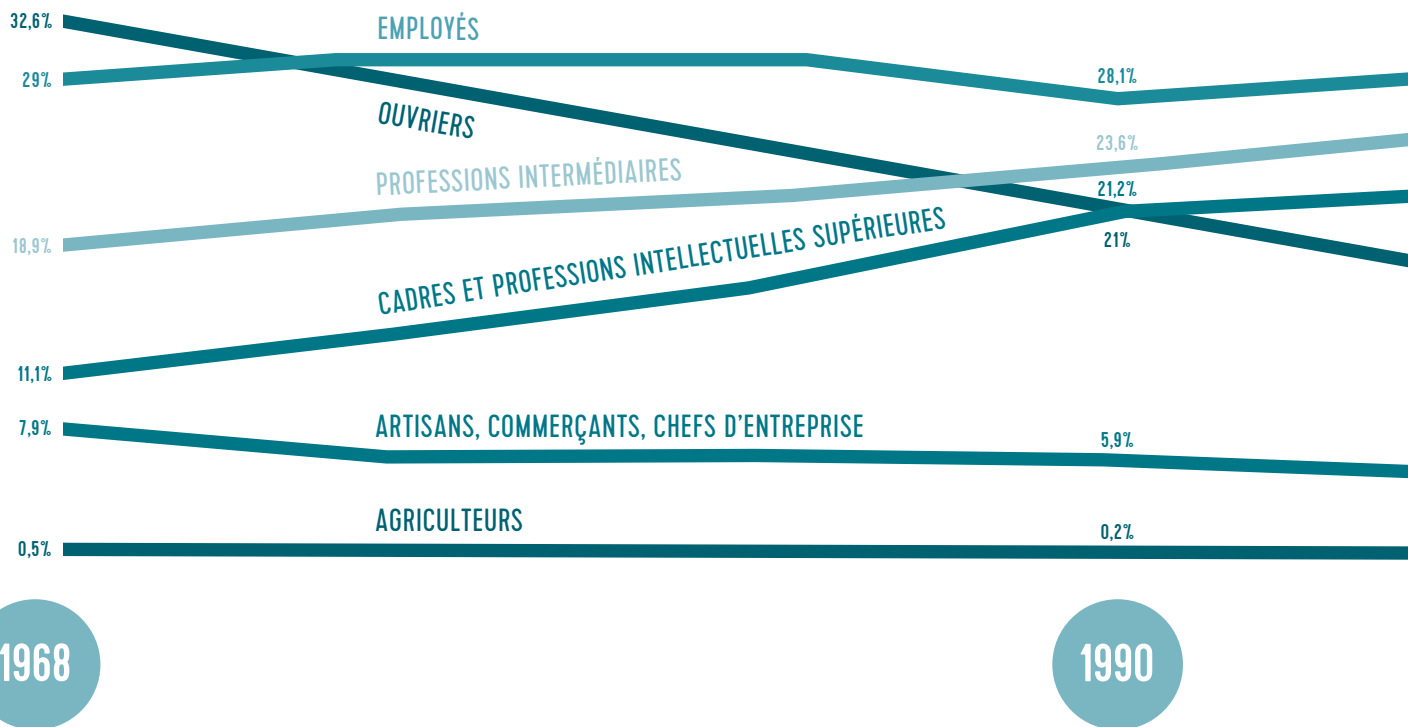 32,6%
EMPLOYÉS
29%
28,1%
OUVRIERS
23,6%
PROFESSIONS INTERMÉDIAIRES
21,2%
18,9%
21%
CADRES ET PROFESSIONS INTELLECTUELLES SUPÉRIEURES
11,1%
7,9%
ARTISANS, COMMERÇANTS, CHEFS D'ENTREPRISE
5,9%
AGRICULTEURS
0,5%
0,2%
1968
1990